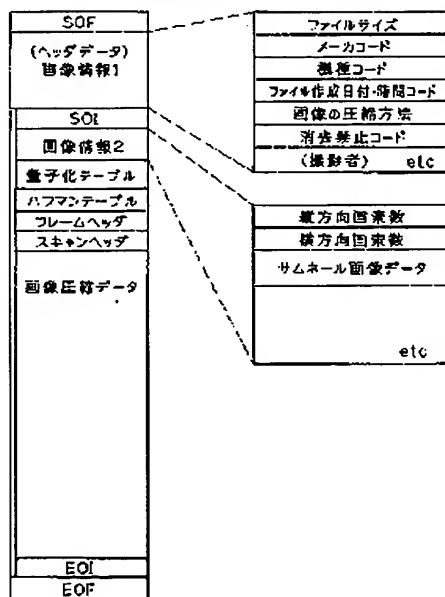 SOF
(ヘッダデータ)
画像情報1
SOI
画像情報2
量子化テーブル
ハフマンテーブル
フレームヘッダ
スキャンヘッダ
画像圧縮データ
EOI
EOF
ファイルサイズ
メーカコード
機種コード
ファイル作成日付・時間コード
画像の圧縮方法
消去禁止コード
(撮影者) etc
縦方向画素数
横方向画素数
サムネール画像データ
etc